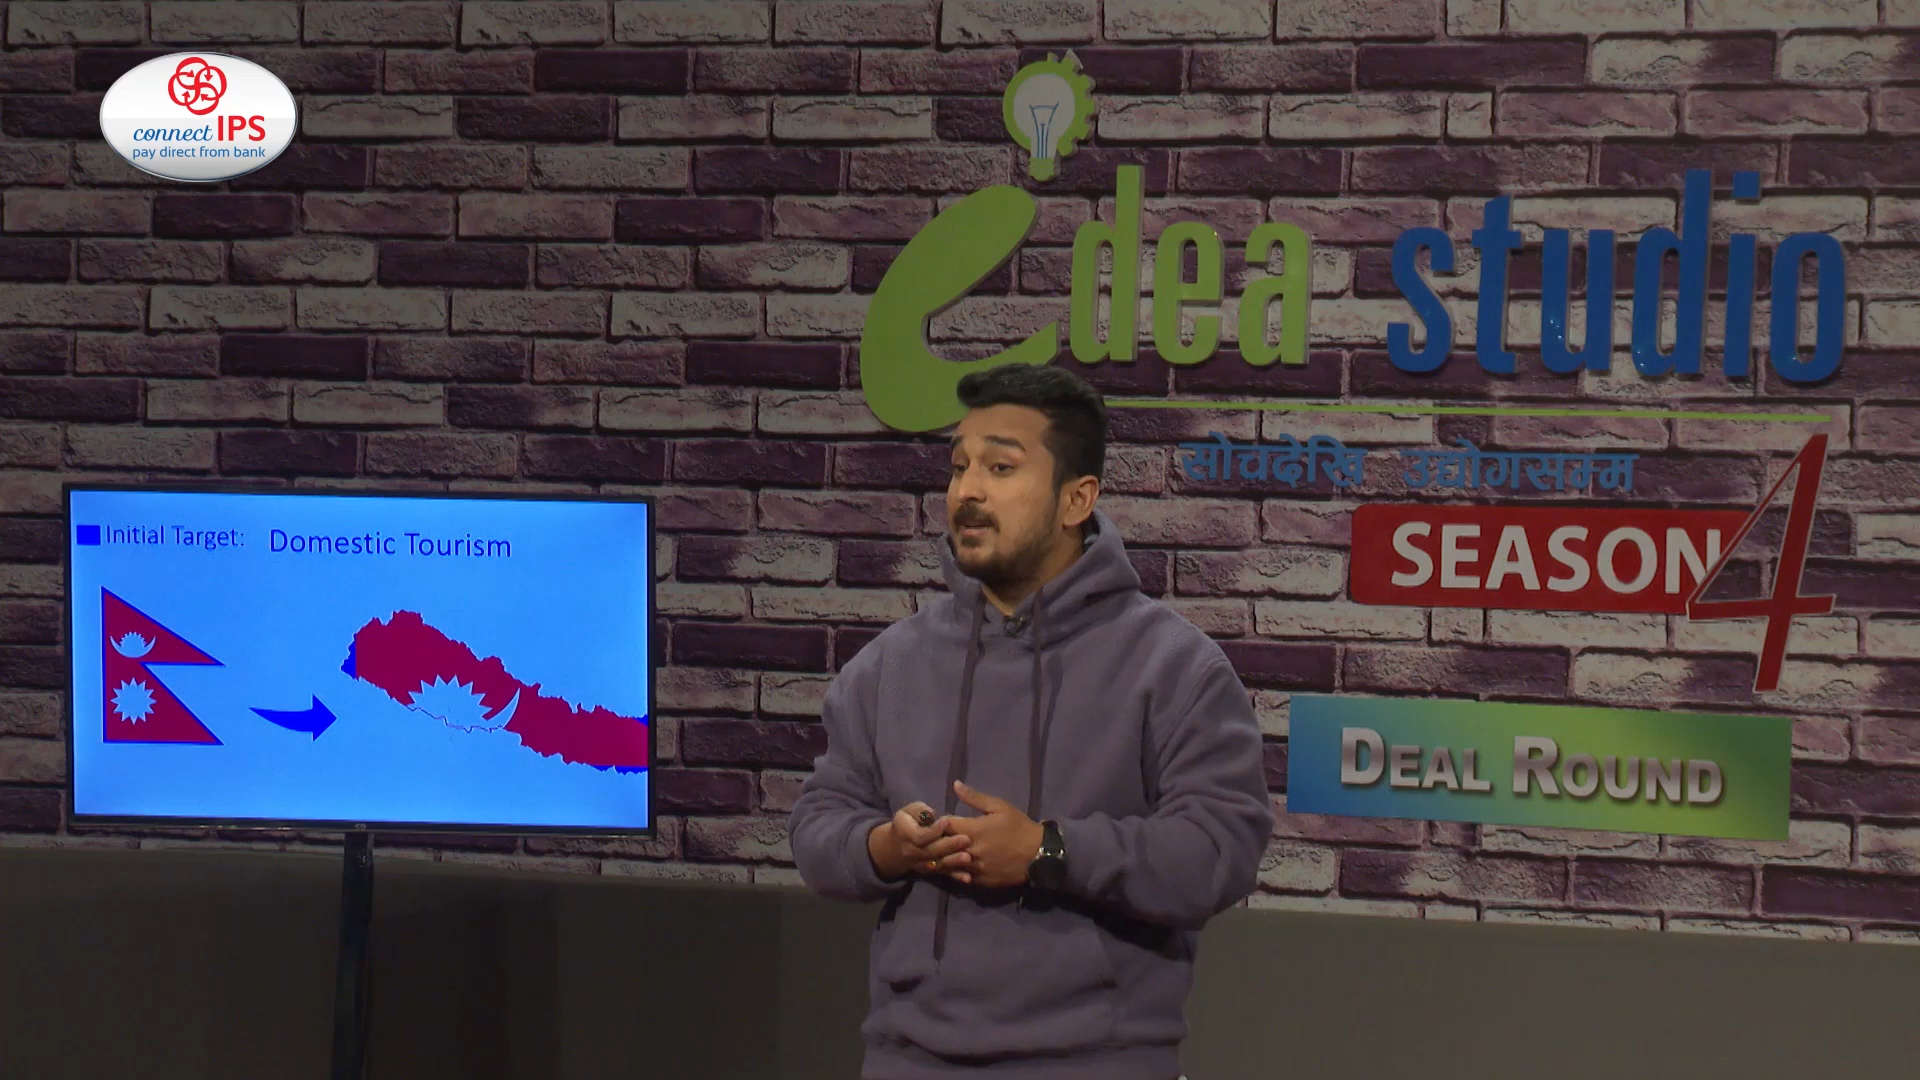 connectIPS
pay direct from bank
idea studio
सोचदेखि उद्योगसम्म
SEASON 4
Initial Target: Domestic Tourism
DEAL ROUND